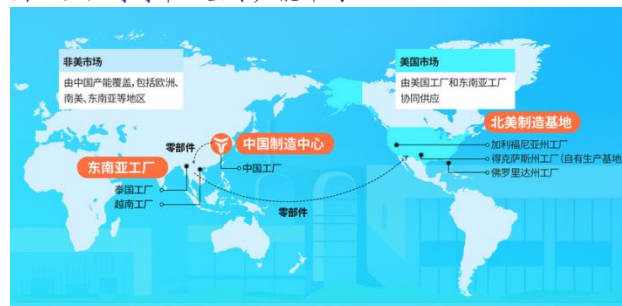 非美市场
由中国产能覆盖，包括欧洲、
南美、东南亚等地区
美国市场
由美国工厂和东南亚工厂
协同供应
北美制造基地
加利福尼亚州工厂
得克萨斯州工厂（自有生产基地
佛罗里达州工厂
零部件
中国制造中心
中国工厂
东南亚工厂
泰国工厂
越南工厂
零部件